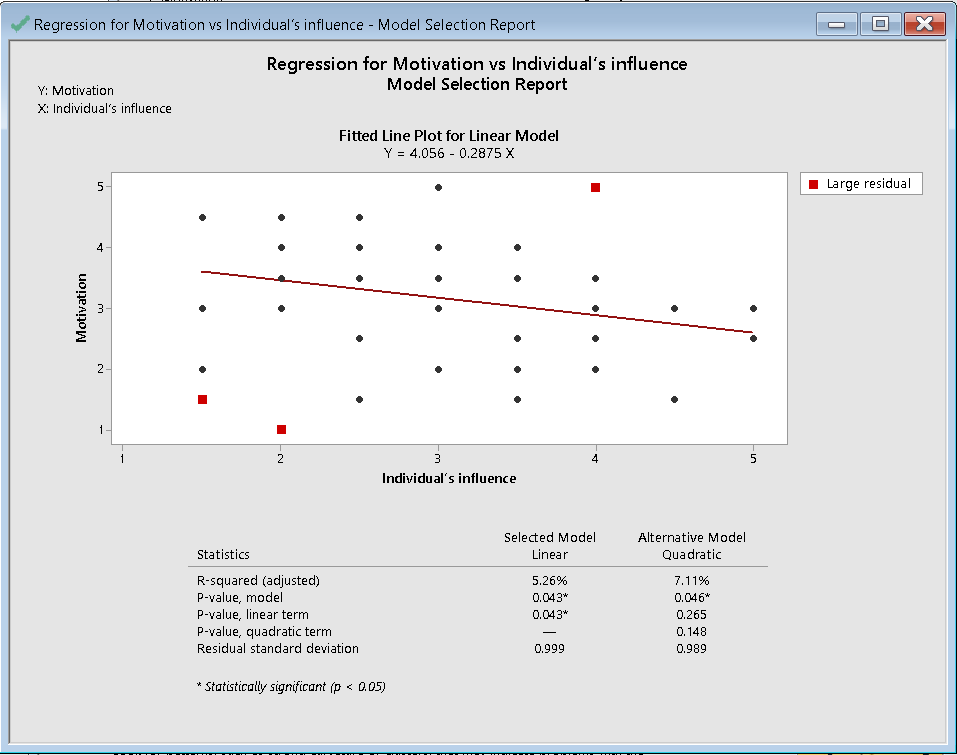 Regression for Motivation vs Individual's influence - Model Selection Report
Regression for Motivation vs Individual's influence
Model Selection Report
Y: Motivation
X: Individual's influence
Fitted Line Plot for Linear Model
Y = 4.056 - 0.2875 X
Large residual
5
4
3
2
1
Motivation
1 2 3 4 5
Individual's influence
Selected Model Alternative Model
Statistics Linear Quadratic
R-squared (adjusted) 5.26% 7.11%
P-value, model 0.043* 0.046*
P-value, linear term 0.043* 0.265
P-value, quadratic term — 0.148
Residual standard deviation 0.999 0.989
* Statistically significant (p < 0.05)